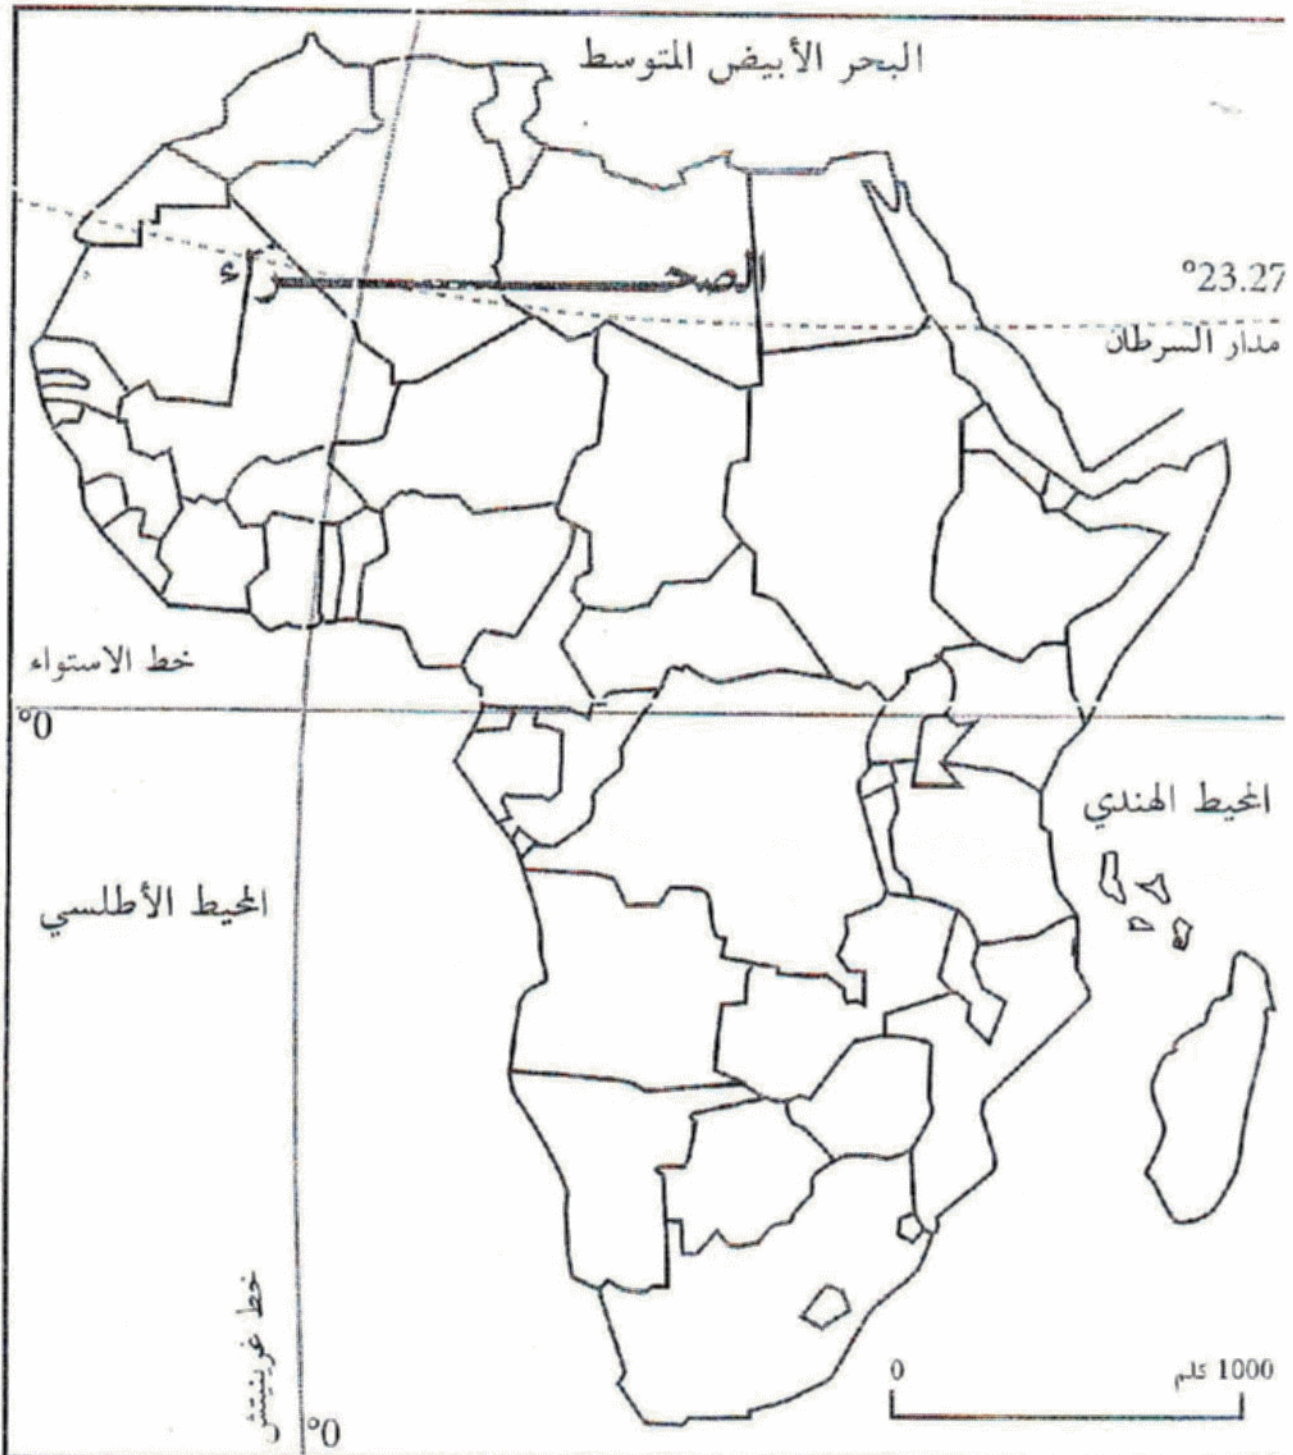 البحر الأبيض المتوسط
°23.27
مدار السرطان
الصحراء
خط الاستواء
°0
المحيط الهندي
المحيط الأطلسي
خط غرينيتش
°0
0
1000 كلم